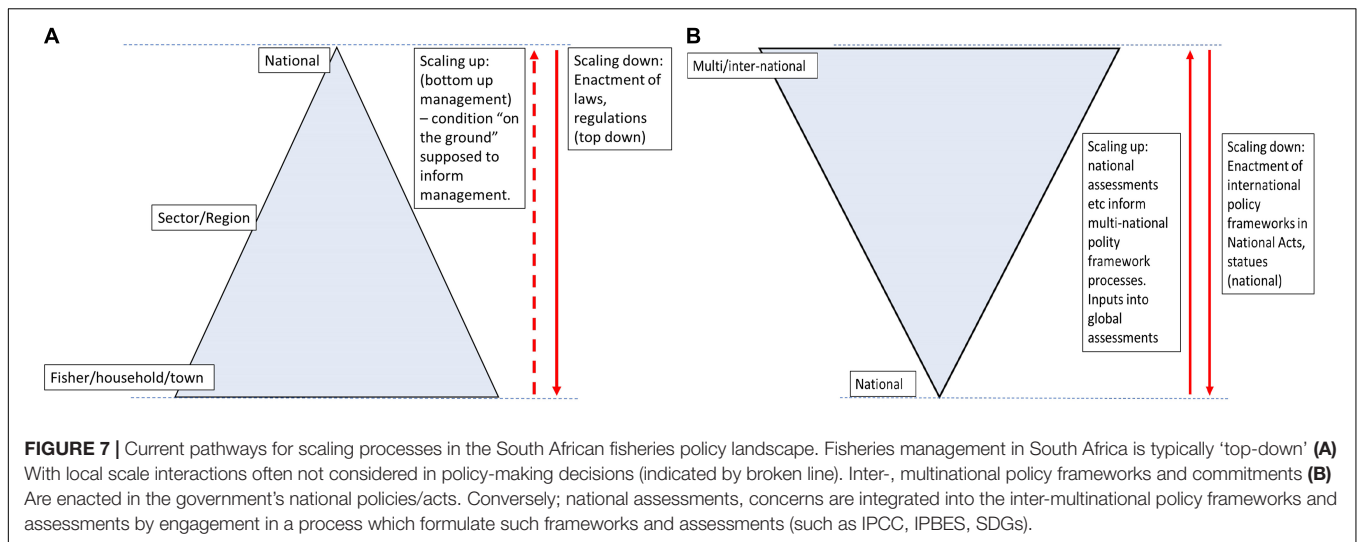 A
National
Scaling up:
(bottom up
management)
– condition “on
the ground”
supposed to
inform
management.
Scaling down:
Enactment of
laws,
regulations
(top down)
Sector/Region
Fisher/household/town
B
Multi/inter-national
Scaling up:
national
assessments
etc inform
multi-national
polity
framework
processes.
Inputs into
global
assessments
Scaling down:
Enactment of
international
policy
frameworks in
National Acts,
statues
(national)
National
FIGURE 7 | Current pathways for scaling processes in the South African fisheries policy landscape. Fisheries management in South Africa is typically ‘top-down’ (A)
With local scale interactions often not considered in policy-making decisions (indicated by broken line). Inter-, multinational policy frameworks and commitments (B)
Are enacted in the government’s national policies/acts. Conversely; national assessments, concerns are integrated into the inter-multinational policy frameworks and
assessments by engagement in a process which formulate such frameworks and assessments (such as IPCC, IPBES, SDGs).